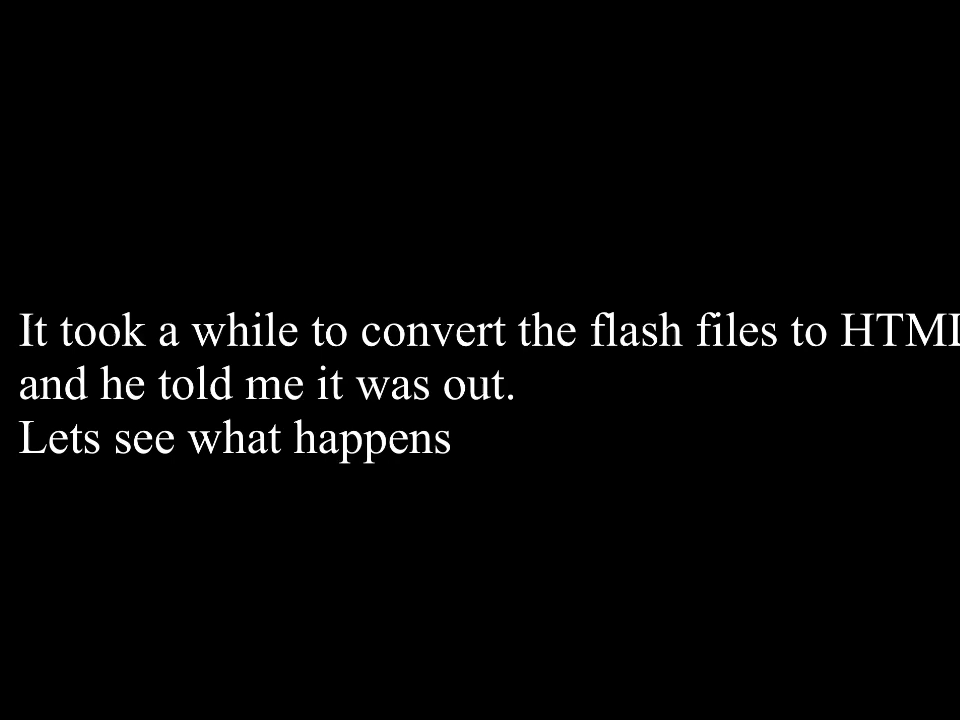 It took a while to convert the flash files to HTML
and he told me it was out.
Lets see what happens